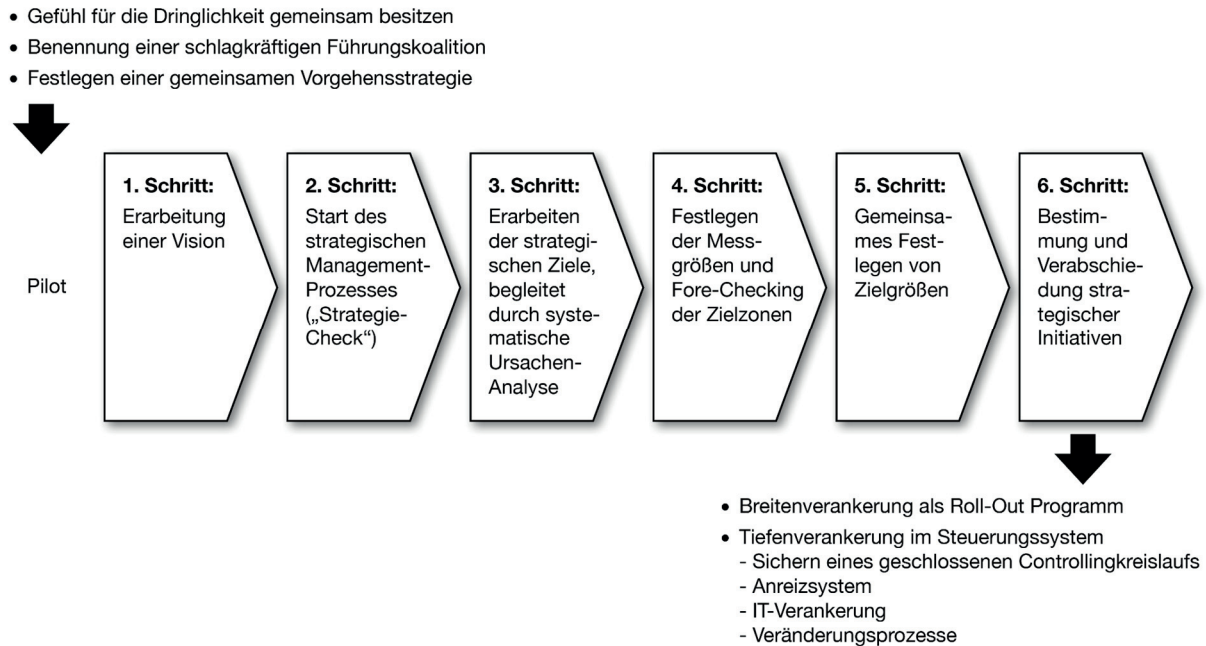 • Gefühl für die Dringlichkeit gemeinsam besitzen
• Benennung einer schlagkräftigen Führungskoalition
• Festlegen einer gemeinsamen Vorgehensstrategie
Pilot
1. Schritt:
Erarbeitung
einer Vision
2. Schritt:
Start des
strategischen
Management-
Prozesses
(„Strategie-
Check“)
3. Schritt:
Erarbeiten
der strategi-
schen Ziele,
begleitet
durch syste-
matische
Ursachen-
Analyse
4. Schritt:
Festlegen
der Mess-
größen und
Fore-Checking
der Zielzonen
5. Schritt:
Gemeinsa-
mes Fest-
legen von
Zielgrößen
6. Schritt:
Bestim-
mung und
Verabschie-
dung stra-
tegischer
Initiativen
• Breitenverankerung als Roll-Out Programm
• Tiefenverankerung im Steuerungssystem
- Sichern eines geschlossenen Controllingkreislaufs
- Anreizsystem
- IT-Verankerung
- Veränderungsprozesse